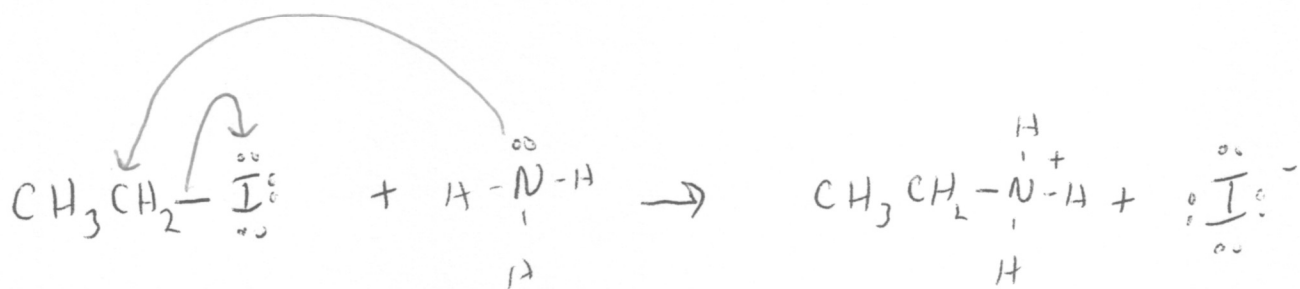 H
CH₃CH₂–I + H–N–H → CH₃CH₂–N⁺–H + I⁻
H H